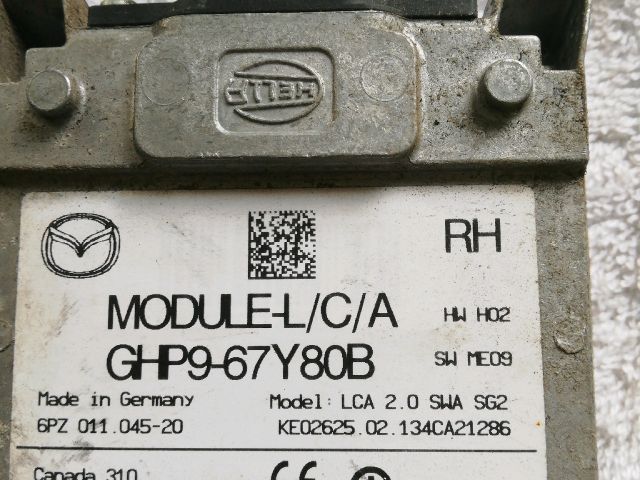 HELLA
RH
MODULE-L/C/A
HW H02
GHP9-67Y80B
SW ME09
Made in Germany
Model: LCA 2.0 SWA SG2
6PZ 011.045-20
KE02625.02.134CA21286
Canada 310
CE